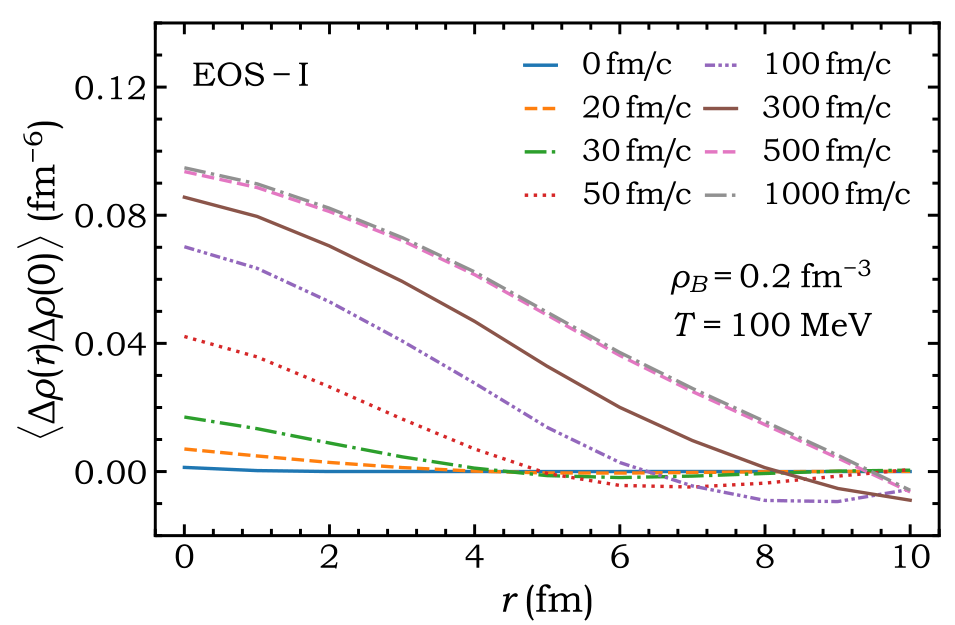 EOS – I
0 fm/c
20 fm/c
30 fm/c
50 fm/c
100 fm/c
300 fm/c
500 fm/c
1000 fm/c
ρ_B = 0.2 fm⁻³
T = 100 MeV
⟨Δρ(r)Δρ(0)⟩ (fm⁻⁶)
0.12
0.08
0.04
0.00
0 2 4 6 8 10
r (fm)